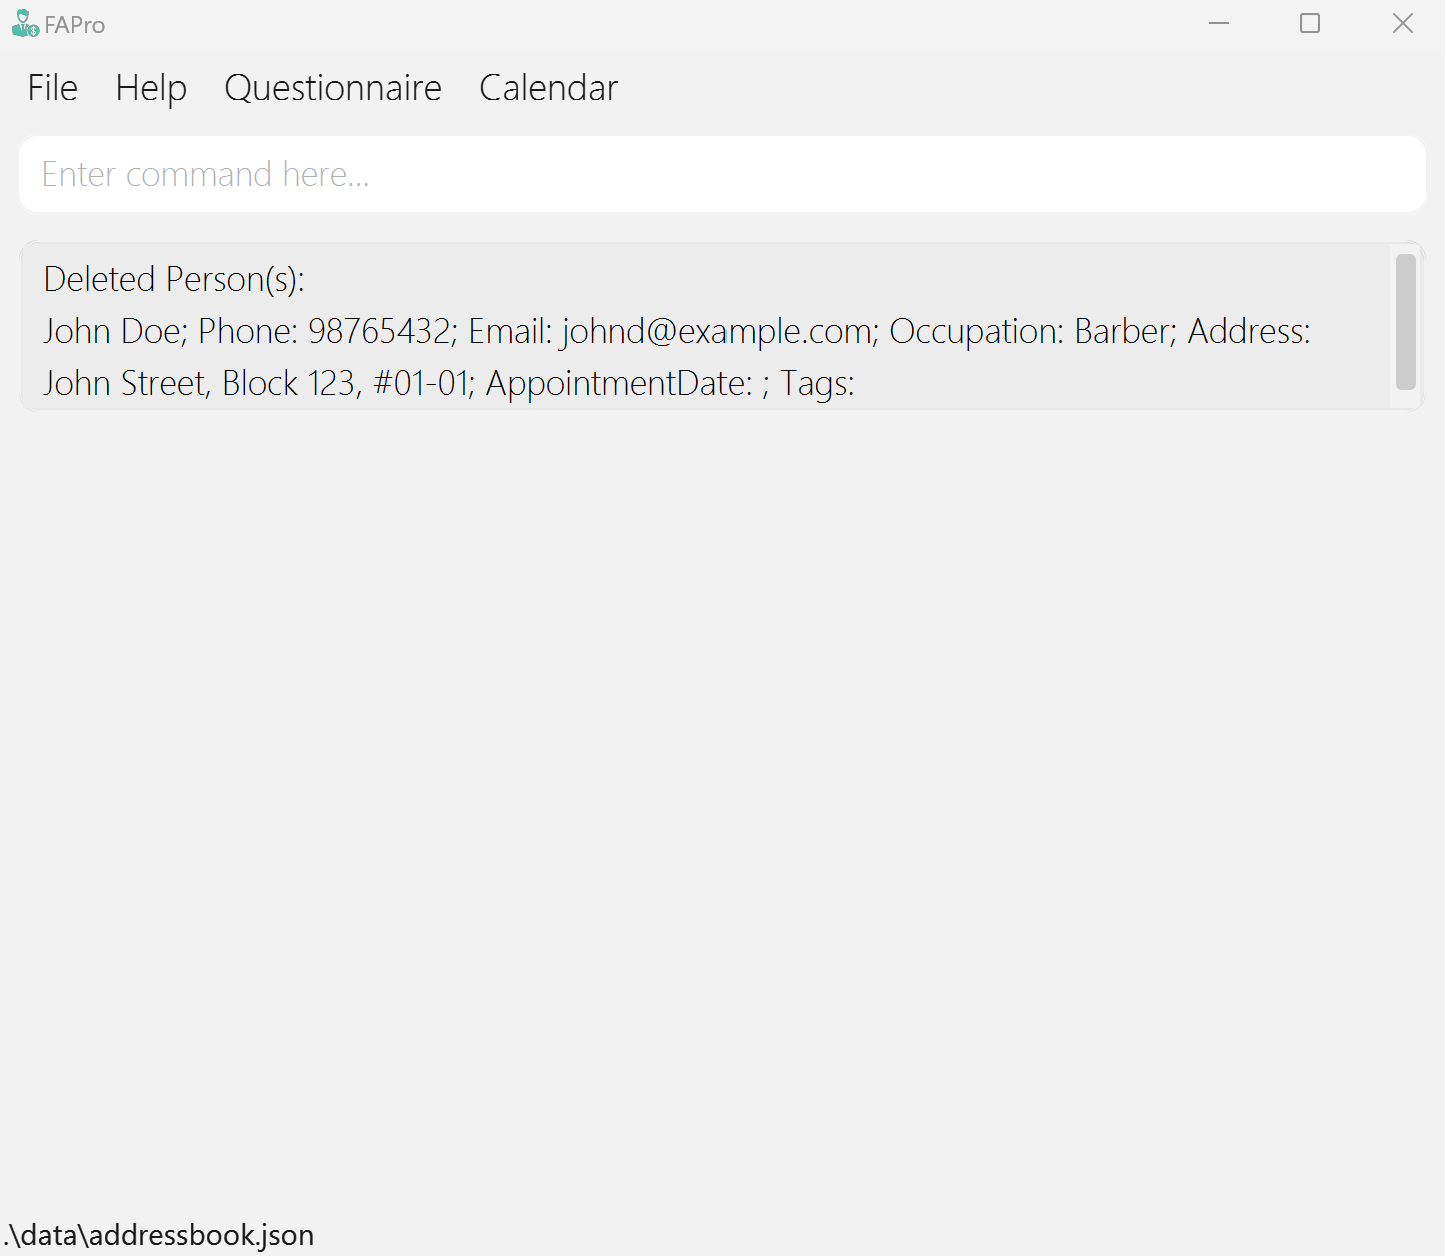 FAPro
File Help Questionnaire Calendar
Enter command here...
Deleted Person(s):
John Doe; Phone: 98765432; Email: johnd@example.com; Occupation: Barber; Address:
John Street, Block 123, #01-01; AppointmentDate: ; Tags:
.\data\addressbook.json